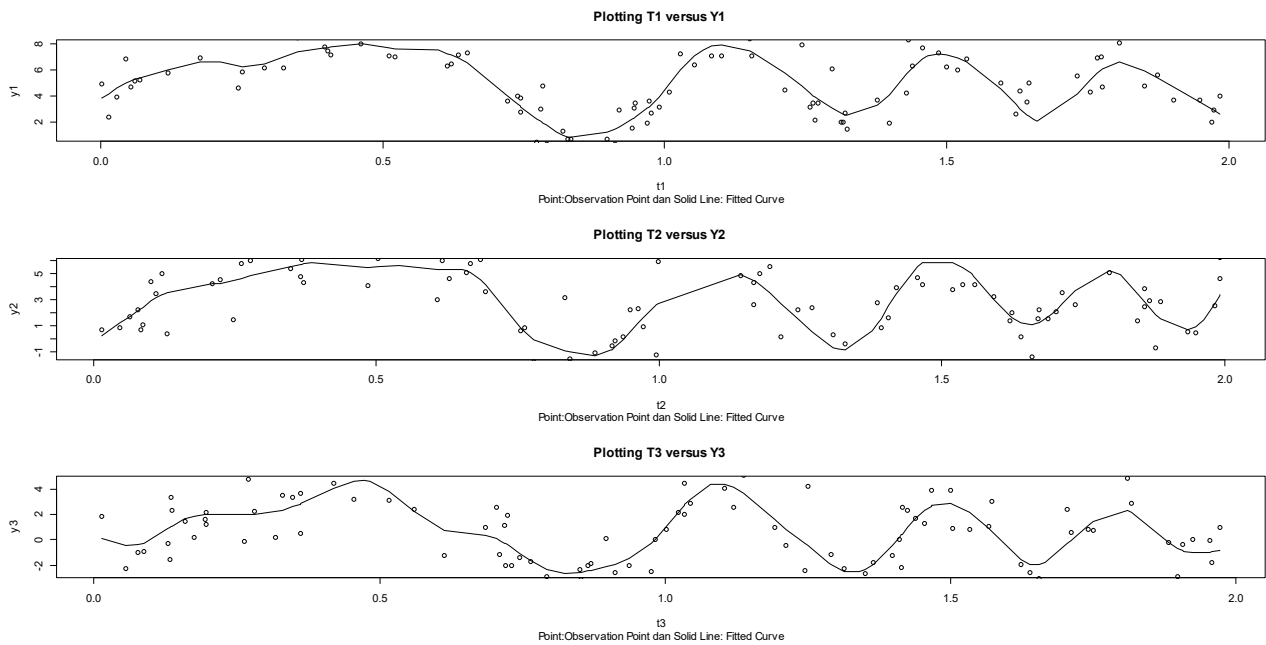 Plotting T1 versus Y1
y1
8
6
4
2
0.0 0.5 1.0 1.5 2.0
t1
Point:Observation Point dan Solid Line: Fitted Curve
Plotting T2 versus Y2
y2
5
3
1
-1
0.0 0.5 1.0 1.5 2.0
t2
Point:Observation Point dan Solid Line: Fitted Curve
Plotting T3 versus Y3
y3
4
2
0
-2
0.0 0.5 1.0 1.5 2.0
t3
Point:Observation Point dan Solid Line: Fitted Curve